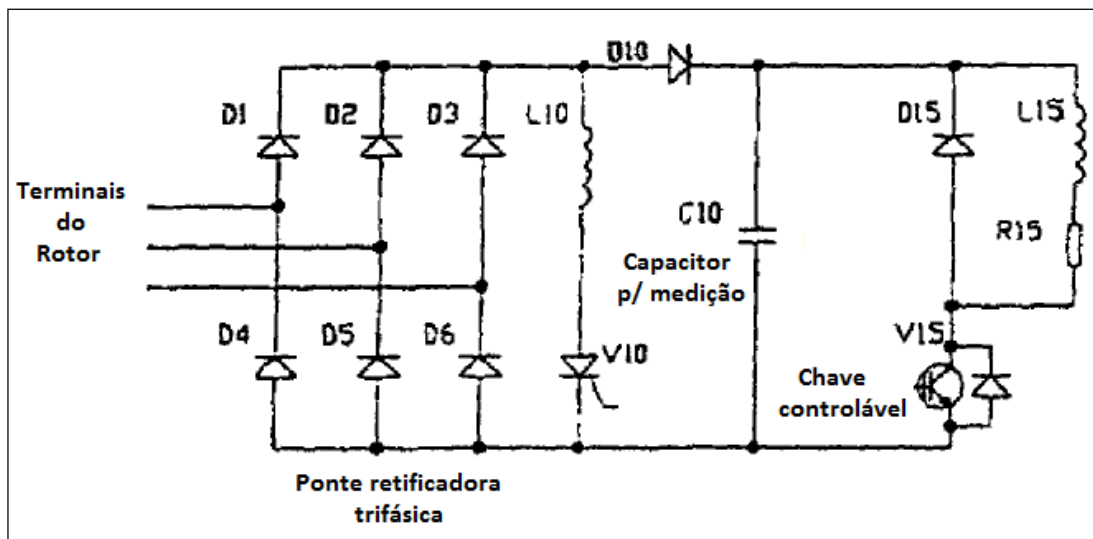 D10
D1
D2
D3
L10
D15
L15
Terminais
do
Rotor
C10
R15
Capacitor
p/ medição
D4
D5
D6
V10
V15
Chave
controlável
Ponte retificadora
trifásica